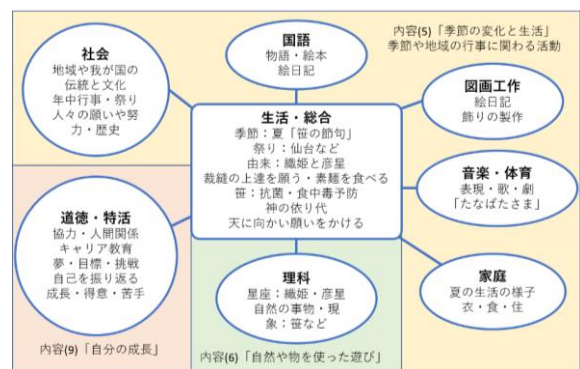 社会
地域や我が国の
伝統と文化
年中行事・祭り
人々の願いや努
力・歴史
国語
物語・絵本
絵日記
内容(5)「季節の変化と生活」
季節や地域の行事に関わる活動
図画工作
絵日記
飾りの製作
生活・総合
季節：夏「笹の節句」
祭り：仙台など
由来：織姫と彦星
裁縫の上達を願う・素麺を食べる
笹：抗菌・食中毒予防
神の依り代
天に向かい願いをかける
音楽・体育
表現・歌・劇
「たなばたさま」
道徳・特活
協力・人間関係
キャリア教育
夢・目標・挑戦
自己を振り返る
成長・得意・苦手
内容(9)「自分の成長」
理科
星座：織姫・彦星
自然の事物・現
象：笹など
内容(6)「自然や物を使った遊び」
家庭
夏の生活の様子
衣・食・住